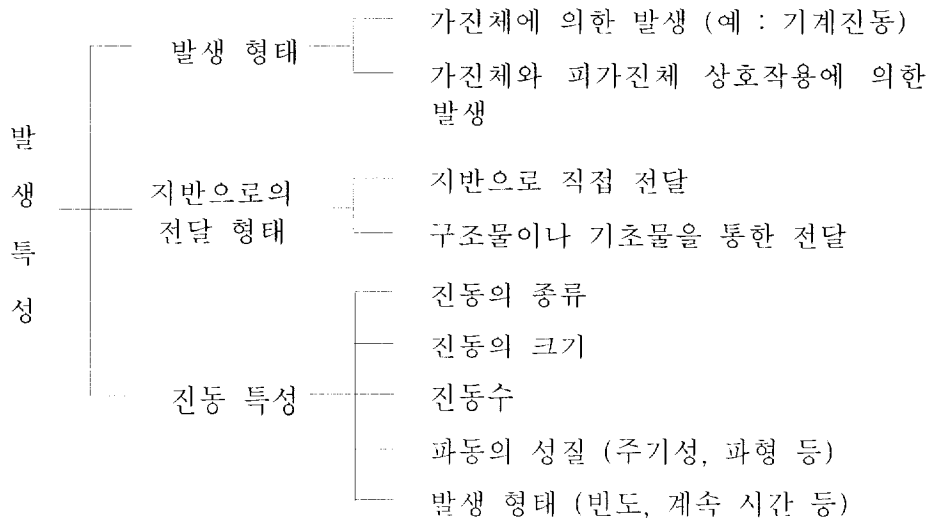 발생특성
발생 형태
가진체에 의한 발생 (예 : 기계진동)
가진체와 피가진체 상호작용에 의한
발생
지반으로의
전달 형태
지반으로 직접 전달
구조물이나 기초물을 통한 전달
진동 특성
진동의 종류
진동의 크기
진동수
파동의 성질 (주기성, 파형 등)
발생 형태 (빈도, 계속 시간 등)